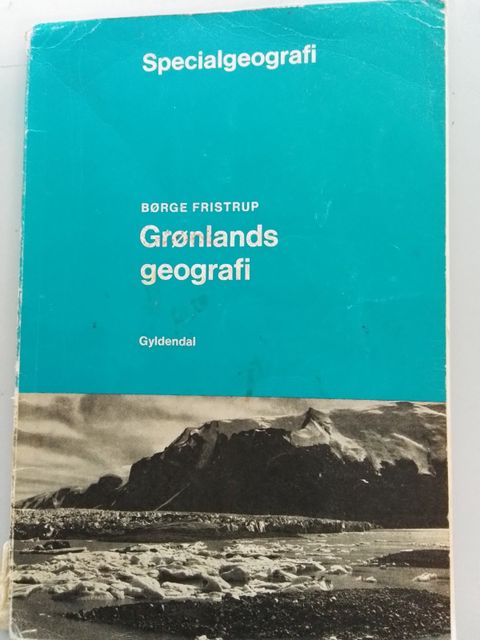 Specialgeografi
BØRGE FRISTRUP
Grønlands
geografi
Gyldendal